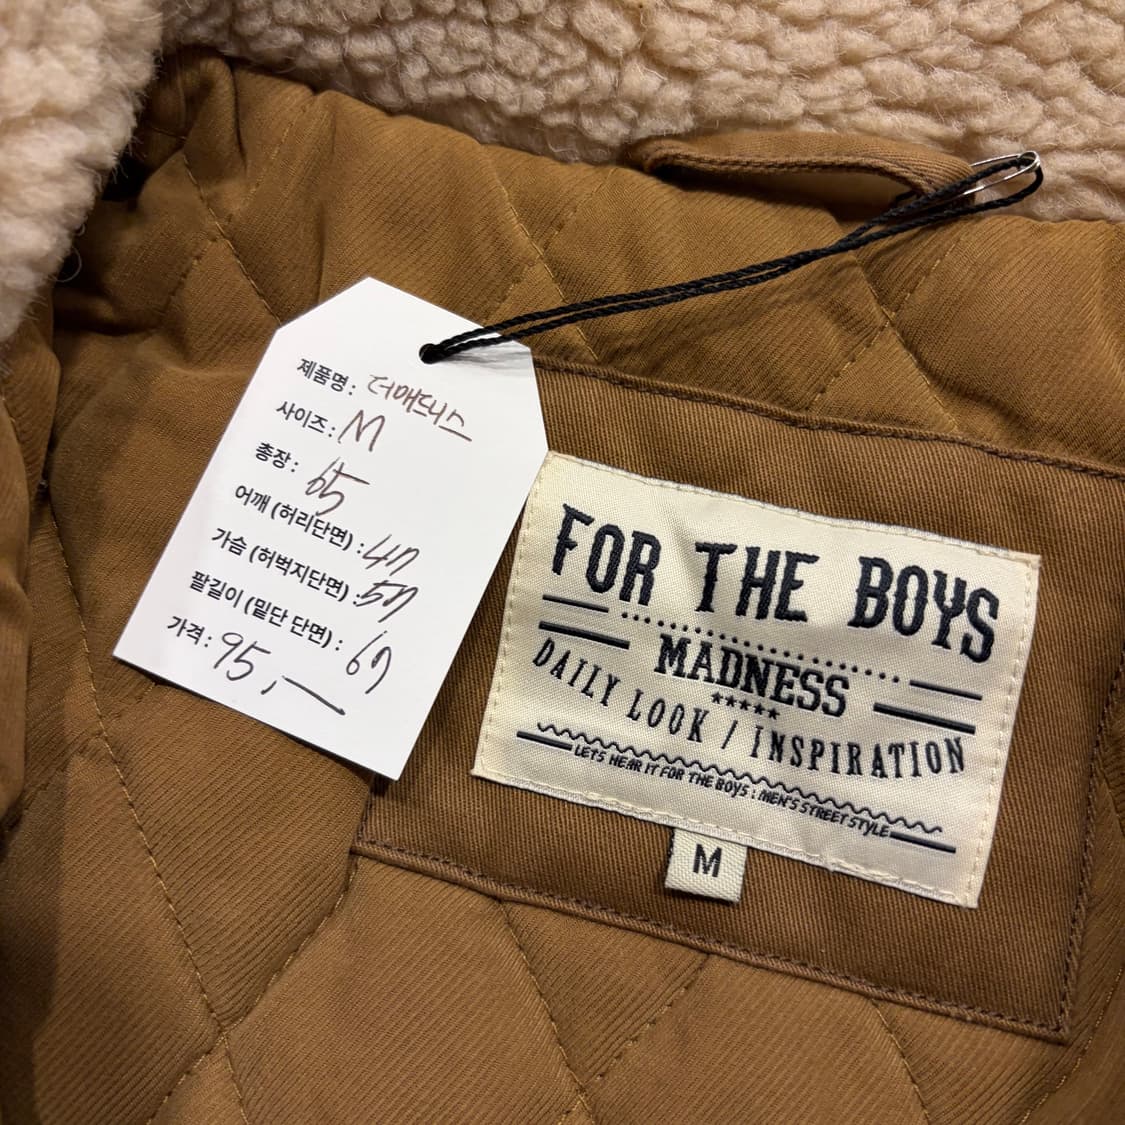 제품명: 더매드니스
사이즈: M
총장: 65
어깨 (허리단면): 47
가슴 (허벅지단면): 57
팔길이 (밑단 단면): 67
가격: 95,—
FOR THE BOYS
MADNESS
★★★★★
DAILY LOOK / INSPIRATION
LETS HEAR IT FOR THE BOYS : MEN'S STREET STYLE
M